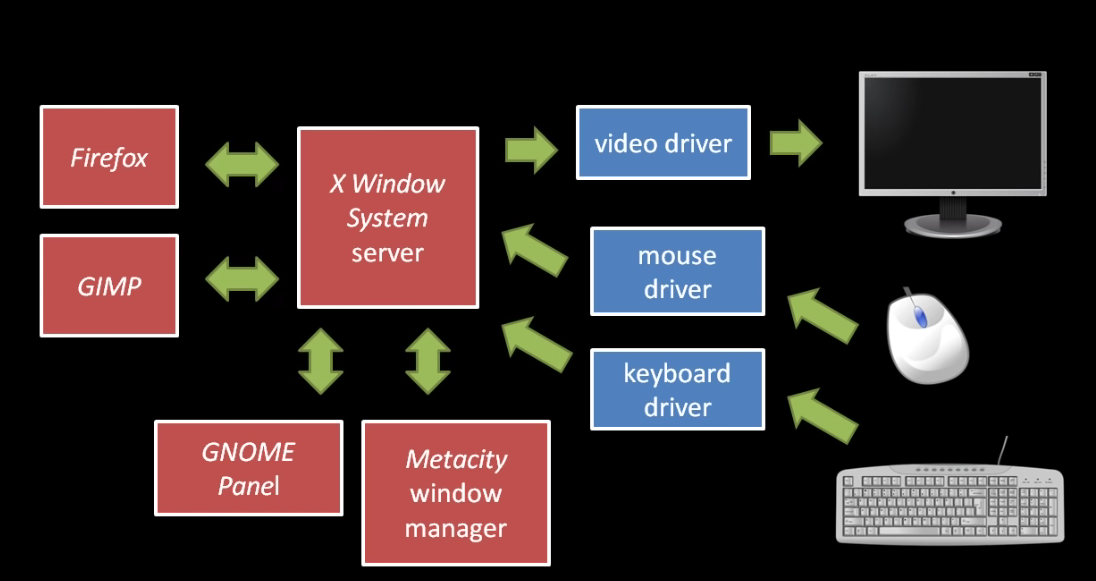 Firefox
GIMP
X Window
System
server
video driver
mouse
driver
keyboard
driver
GNOME
Panel
Metacity
window
manager